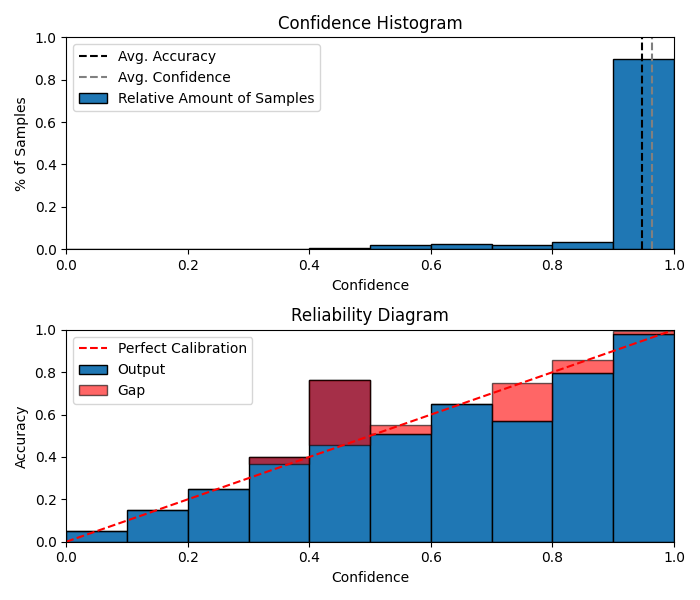 Confidence Histogram
1.0
0.8
0.6
0.4
0.2
0.0
% of Samples
Avg. Accuracy
Avg. Confidence
Relative Amount of Samples
0.0 0.2 0.4 0.6 0.8 1.0
Confidence
Reliability Diagram
1.0
0.8
0.6
0.4
0.2
0.0
Accuracy
Perfect Calibration
Output
Gap
0.0 0.2 0.4 0.6 0.8 1.0
Confidence